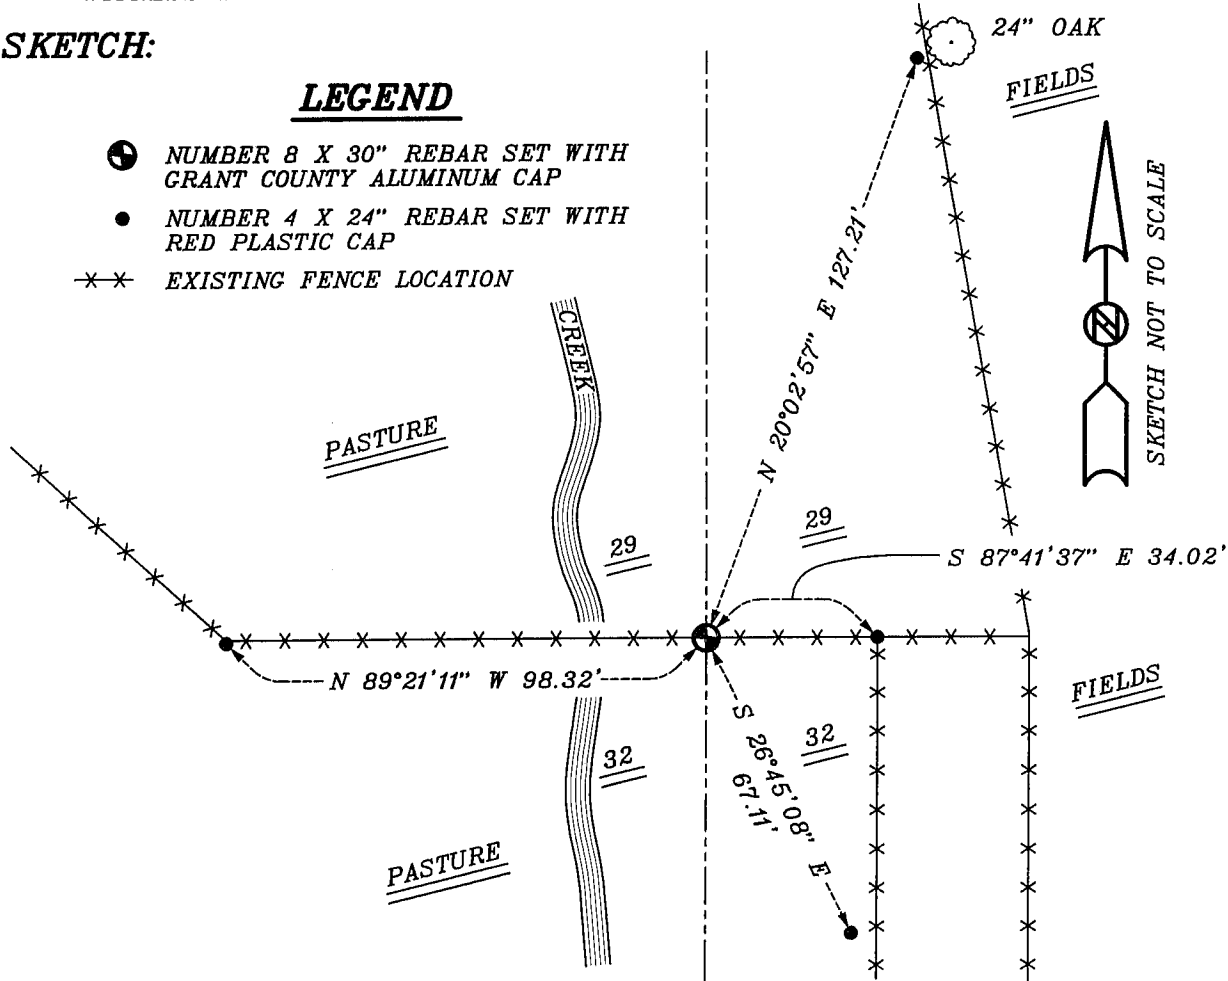 SKETCH:
LEGEND
NUMBER 8 X 30" REBAR SET WITH
GRANT COUNTY ALUMINUM CAP
NUMBER 4 X 24" REBAR SET WITH
RED PLASTIC CAP
EXISTING FENCE LOCATION
24" OAK
FIELDS
N
SKETCH NOT TO SCALE
N 20°02'57" E 127.21'
CREEK
PASTURE
29
29
S 87°41'37" E 34.02'
N 89°21'11" W 98.32'
FIELDS
S 26°45'08" E
67.11'
32
32
PASTURE